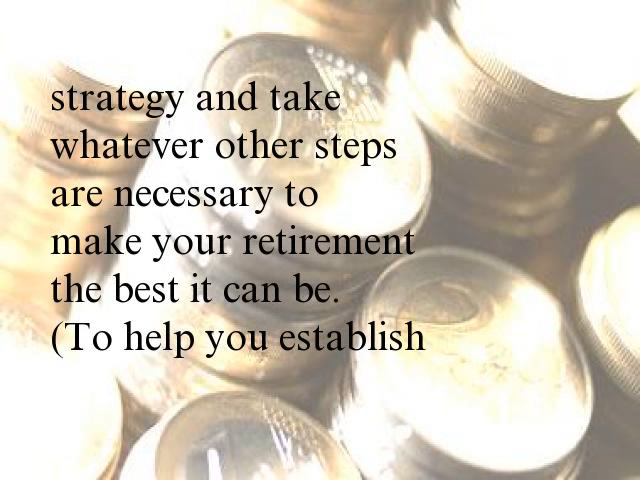 strategy and take
whatever other steps
are necessary to
make your retirement
the best it can be.
(To help you establish